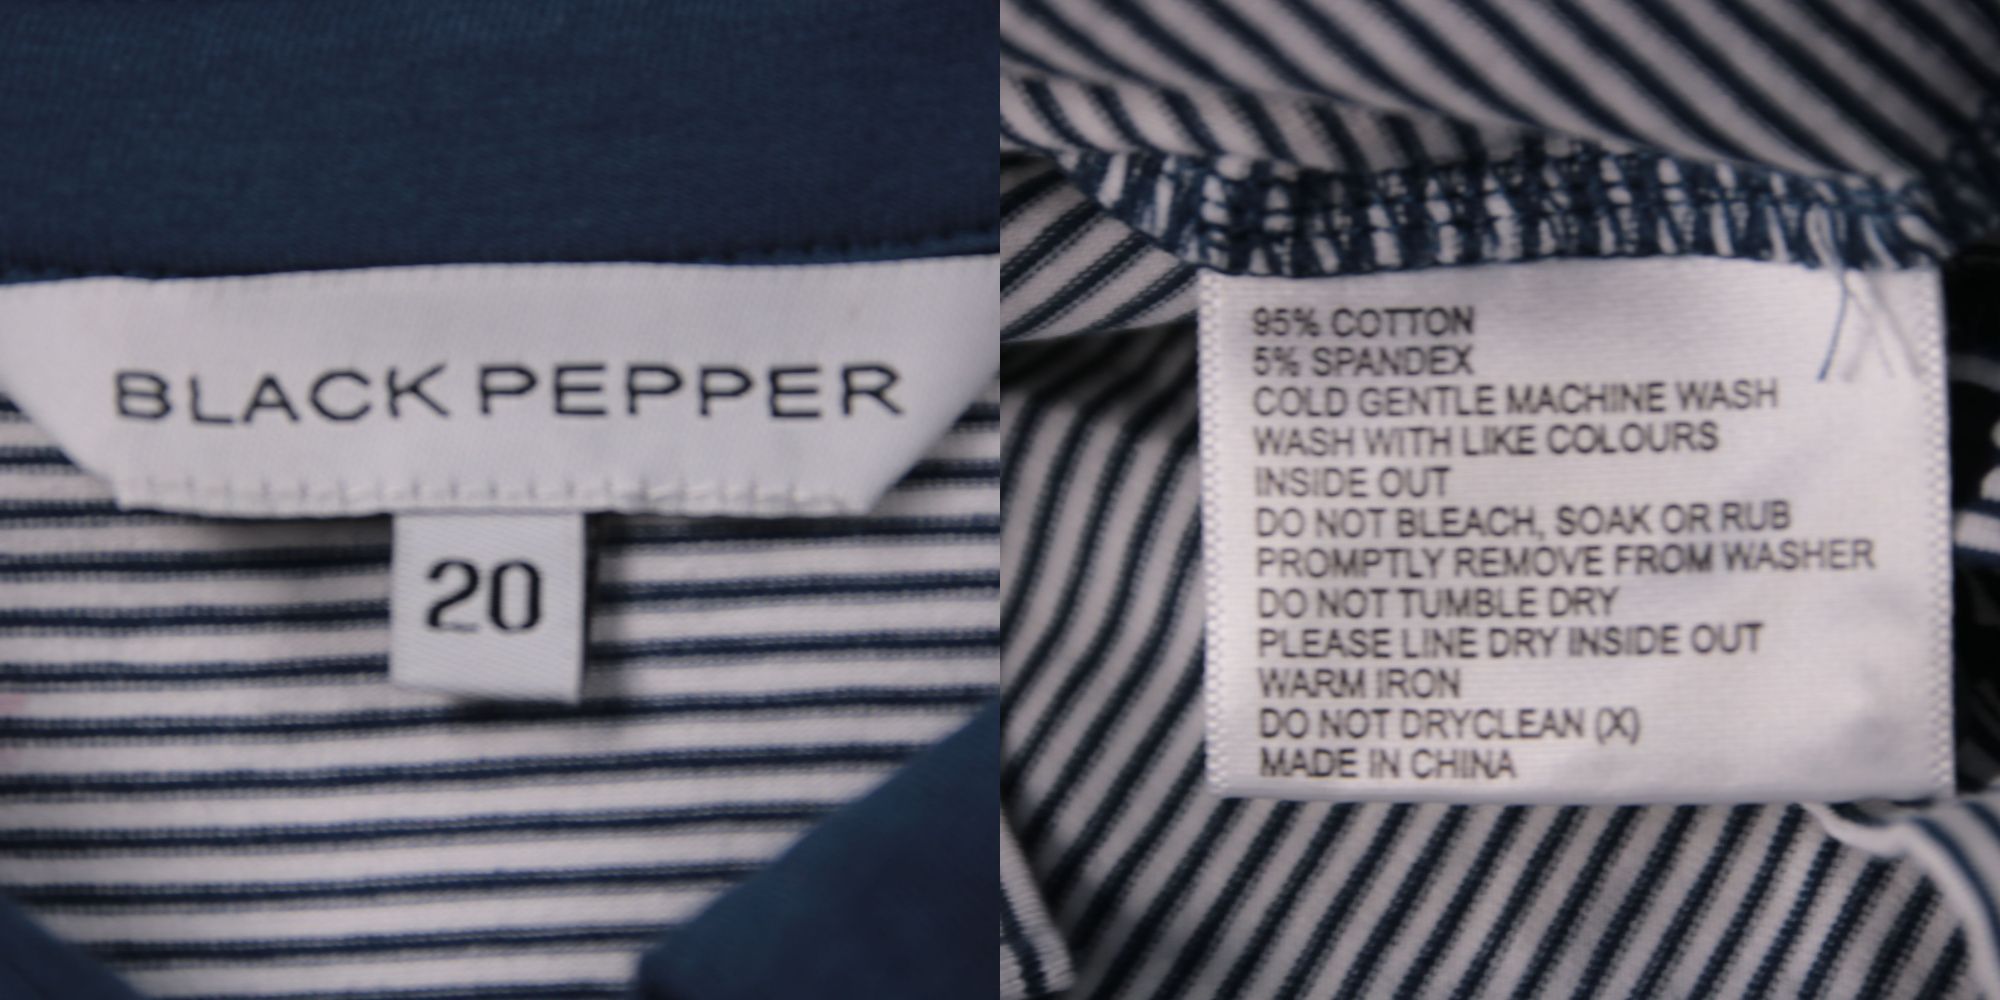 BLACK PEPPER
20
95% COTTON
5% SPANDEX
COLD GENTLE MACHINE WASH
WASH WITH LIKE COLOURS
INSIDE OUT
DO NOT BLEACH, SOAK OR RUB
PROMPTLY REMOVE FROM WASHER
DO NOT TUMBLE DRY
PLEASE LINE DRY INSIDE OUT
WARM IRON
DO NOT DRYCLEAN (X)
MADE IN CHINA